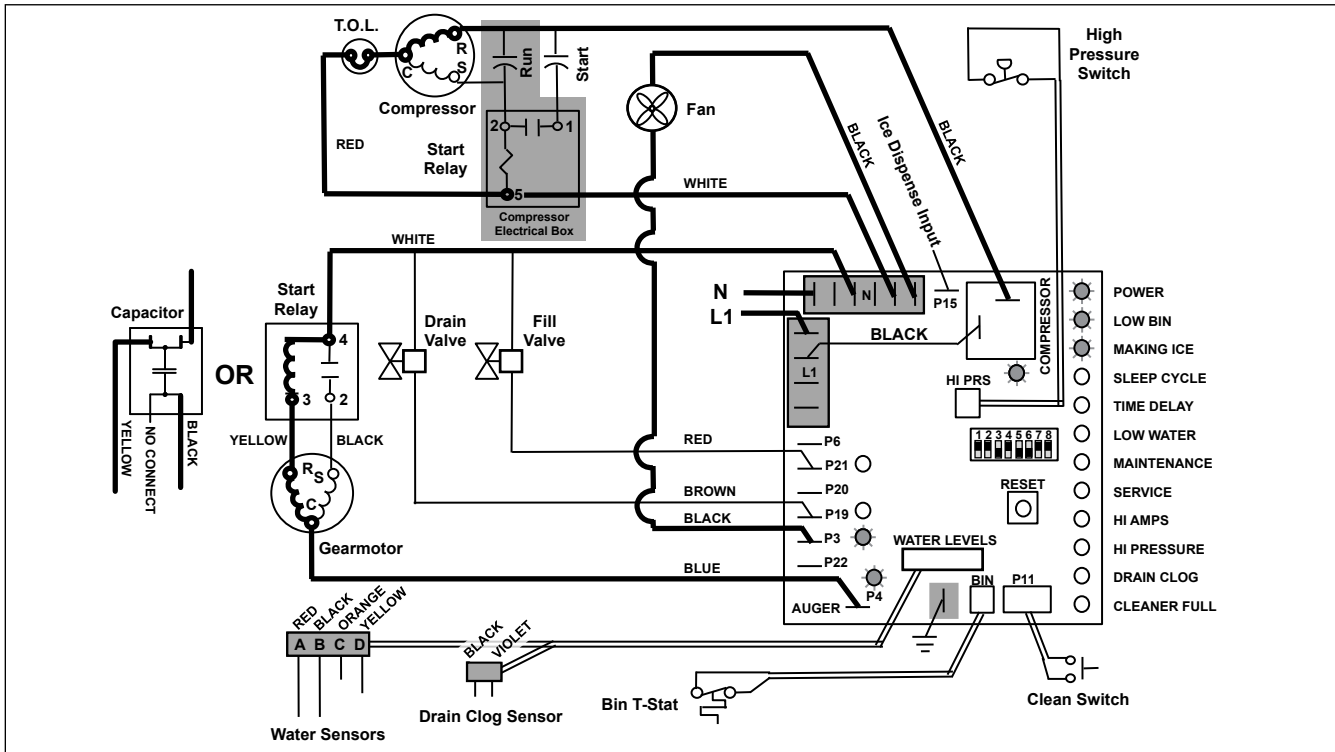 T.O.L.
C
R
S
Compressor
Run
Start
RED
2
1
Start
Relay
5
Compressor
Electrical Box
Fan
BLACK
Ice Dispense Input
BLACK
High
Pressure
Switch
WHITE
WHITE
Capacitor
YELLOW
NO CONNECT
BLACK
OR
Start
Relay
4
3
2
YELLOW
BLACK
R
S
C
Gearmotor
Drain
Valve
Fill
Valve
N
L1
N
P15
L1
BLACK
COMPRESSOR
HI PRS
1 2 3 4 5 6 7 8
RESET
POWER
LOW BIN
MAKING ICE
SLEEP CYCLE
TIME DELAY
LOW WATER
MAINTENANCE
SERVICE
HI AMPS
HI PRESSURE
DRAIN CLOG
CLEANER FULL
RED
P6
P21
BROWN
P20
P19
BLACK
P3
P22
BLUE
P4
AUGER
WATER LEVELS
BIN
P11
RED
BLACK
ORANGE
YELLOW
A B C D
Water Sensors
BLACK
VIOLET
Drain Clog Sensor
Bin T-Stat
Clean Switch